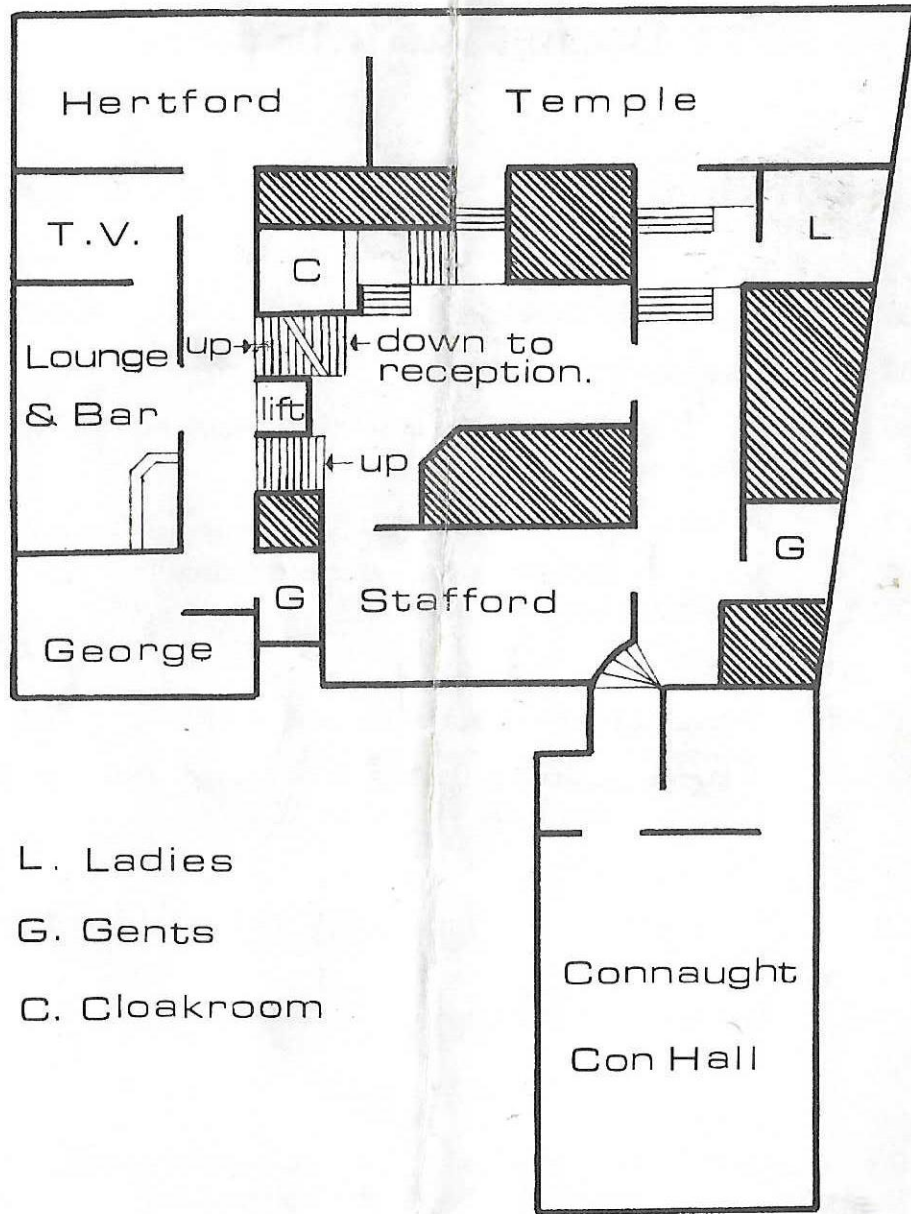 Hertford
Temple
T.V.
L
C
Lounge
& Bar
up
down to
reception.
lift
up
G
G
Stafford
George
L. Ladies
G. Gents
C. Cloakroom
Connaught
Con Hall